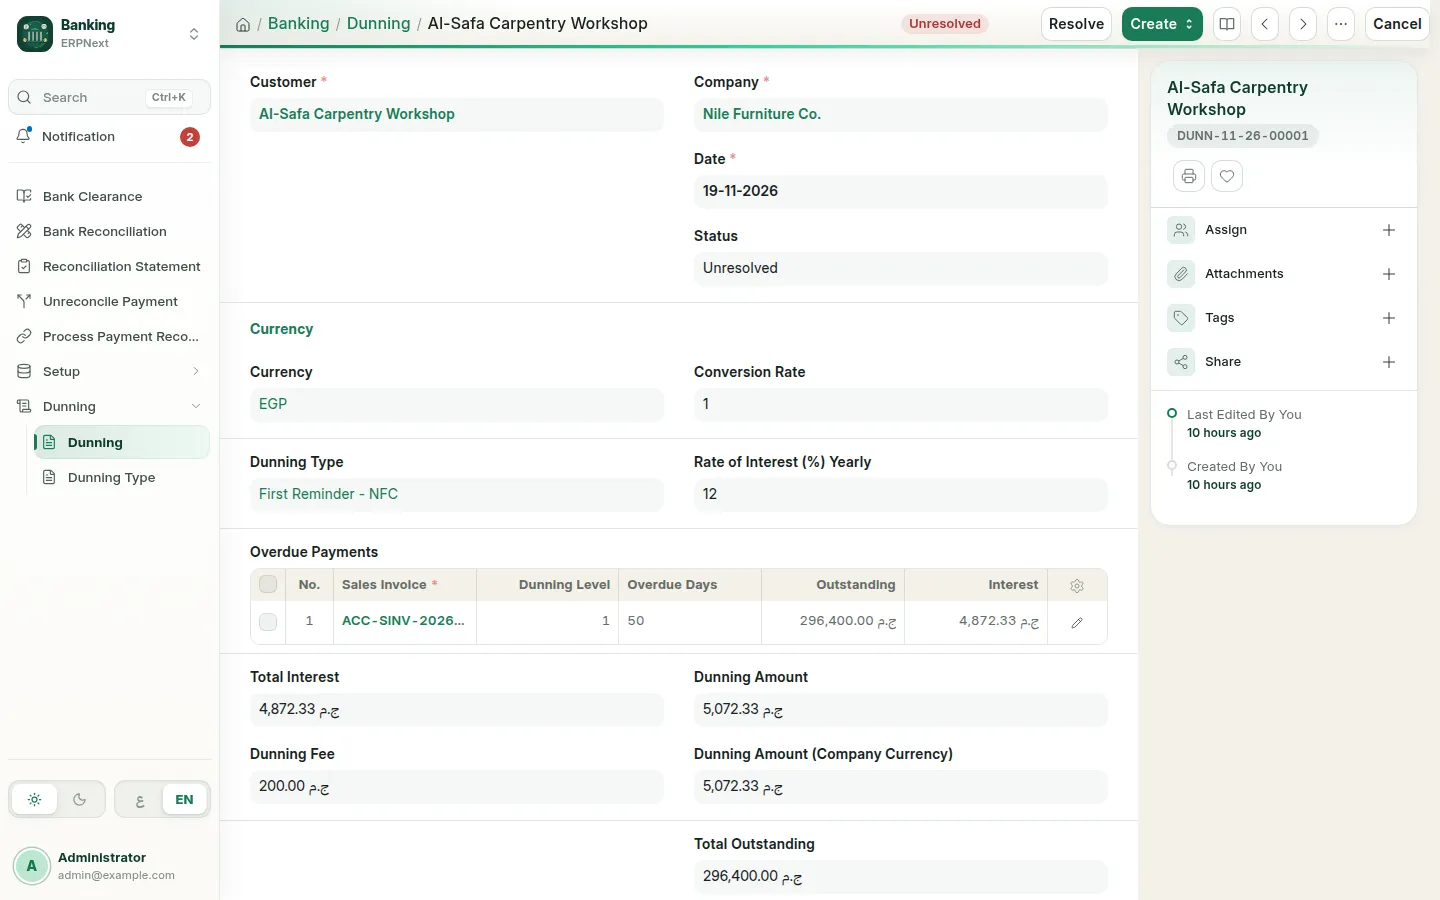 Banking
ERPNext
Search
Ctrl+K
Notification
2
Bank Clearance
Bank Reconciliation
Reconciliation Statement
Unreconcile Payment
Process Payment Reco...
Setup
Dunning
Dunning
Dunning Type
ع
EN
A
Administrator
admin@example.com
/ Banking / Dunning / Al-Safa Carpentry Workshop
Unresolved
Resolve
Create
Cancel
Customer *
Al-Safa Carpentry Workshop
Company *
Nile Furniture Co.
Date *
19-11-2026
Status
Unresolved
Currency
Currency
EGP
Conversion Rate
1
Dunning Type
First Reminder - NFC
Rate of Interest (%) Yearly
12
Overdue Payments
No. Sales Invoice * Dunning Level Overdue Days Outstanding Interest
1 ACC-SINV-2026... 1 50 296,400.00 ج.م 4,872.33 ج.م
Total Interest
4,872.33 ج.م
Dunning Amount
5,072.33 ج.م
Dunning Fee
200.00 ج.م
Dunning Amount (Company Currency)
5,072.33 ج.م
Total Outstanding
296,400.00 ج.م
Al-Safa Carpentry
Workshop
DUNN-11-26-00001
Assign
Attachments
Tags
Share
Last Edited By You
10 hours ago
Created By You
10 hours ago